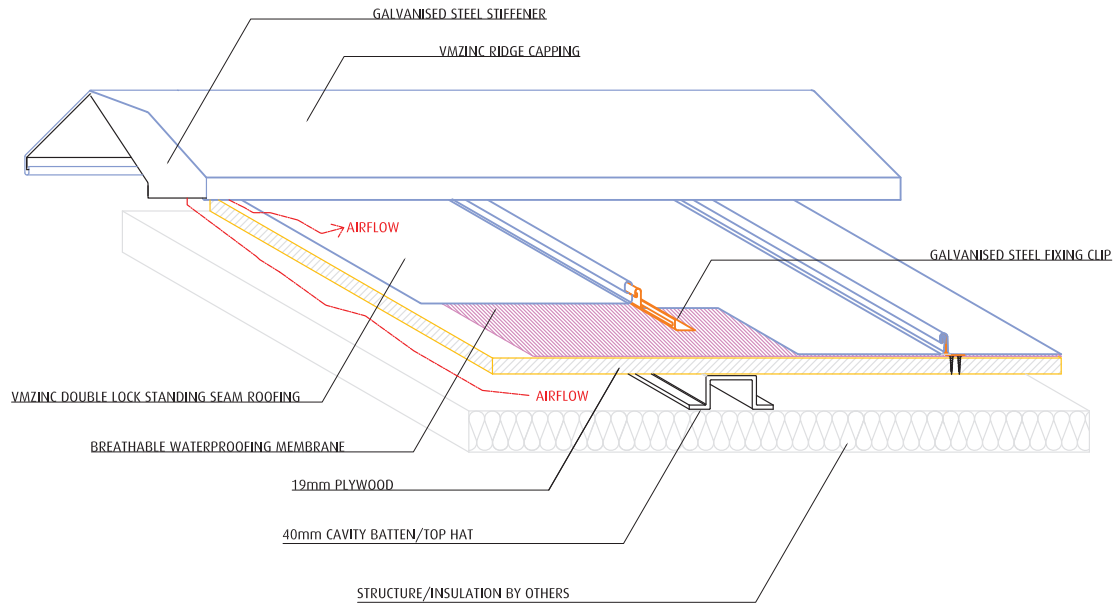 GALVANISED STEEL STIFFENER
VMZINC RIDGE CAPPING
AIRFLOW
GALVANISED STEEL FIXING CLIP
VMZINC DOUBLE LOCK STANDING SEAM ROOFING
AIRFLOW
BREATHABLE WATERPROOFING MEMBRANE
19mm PLYWOOD
40mm CAVITY BATTEN/TOP HAT
STRUCTURE/INSULATION BY OTHERS